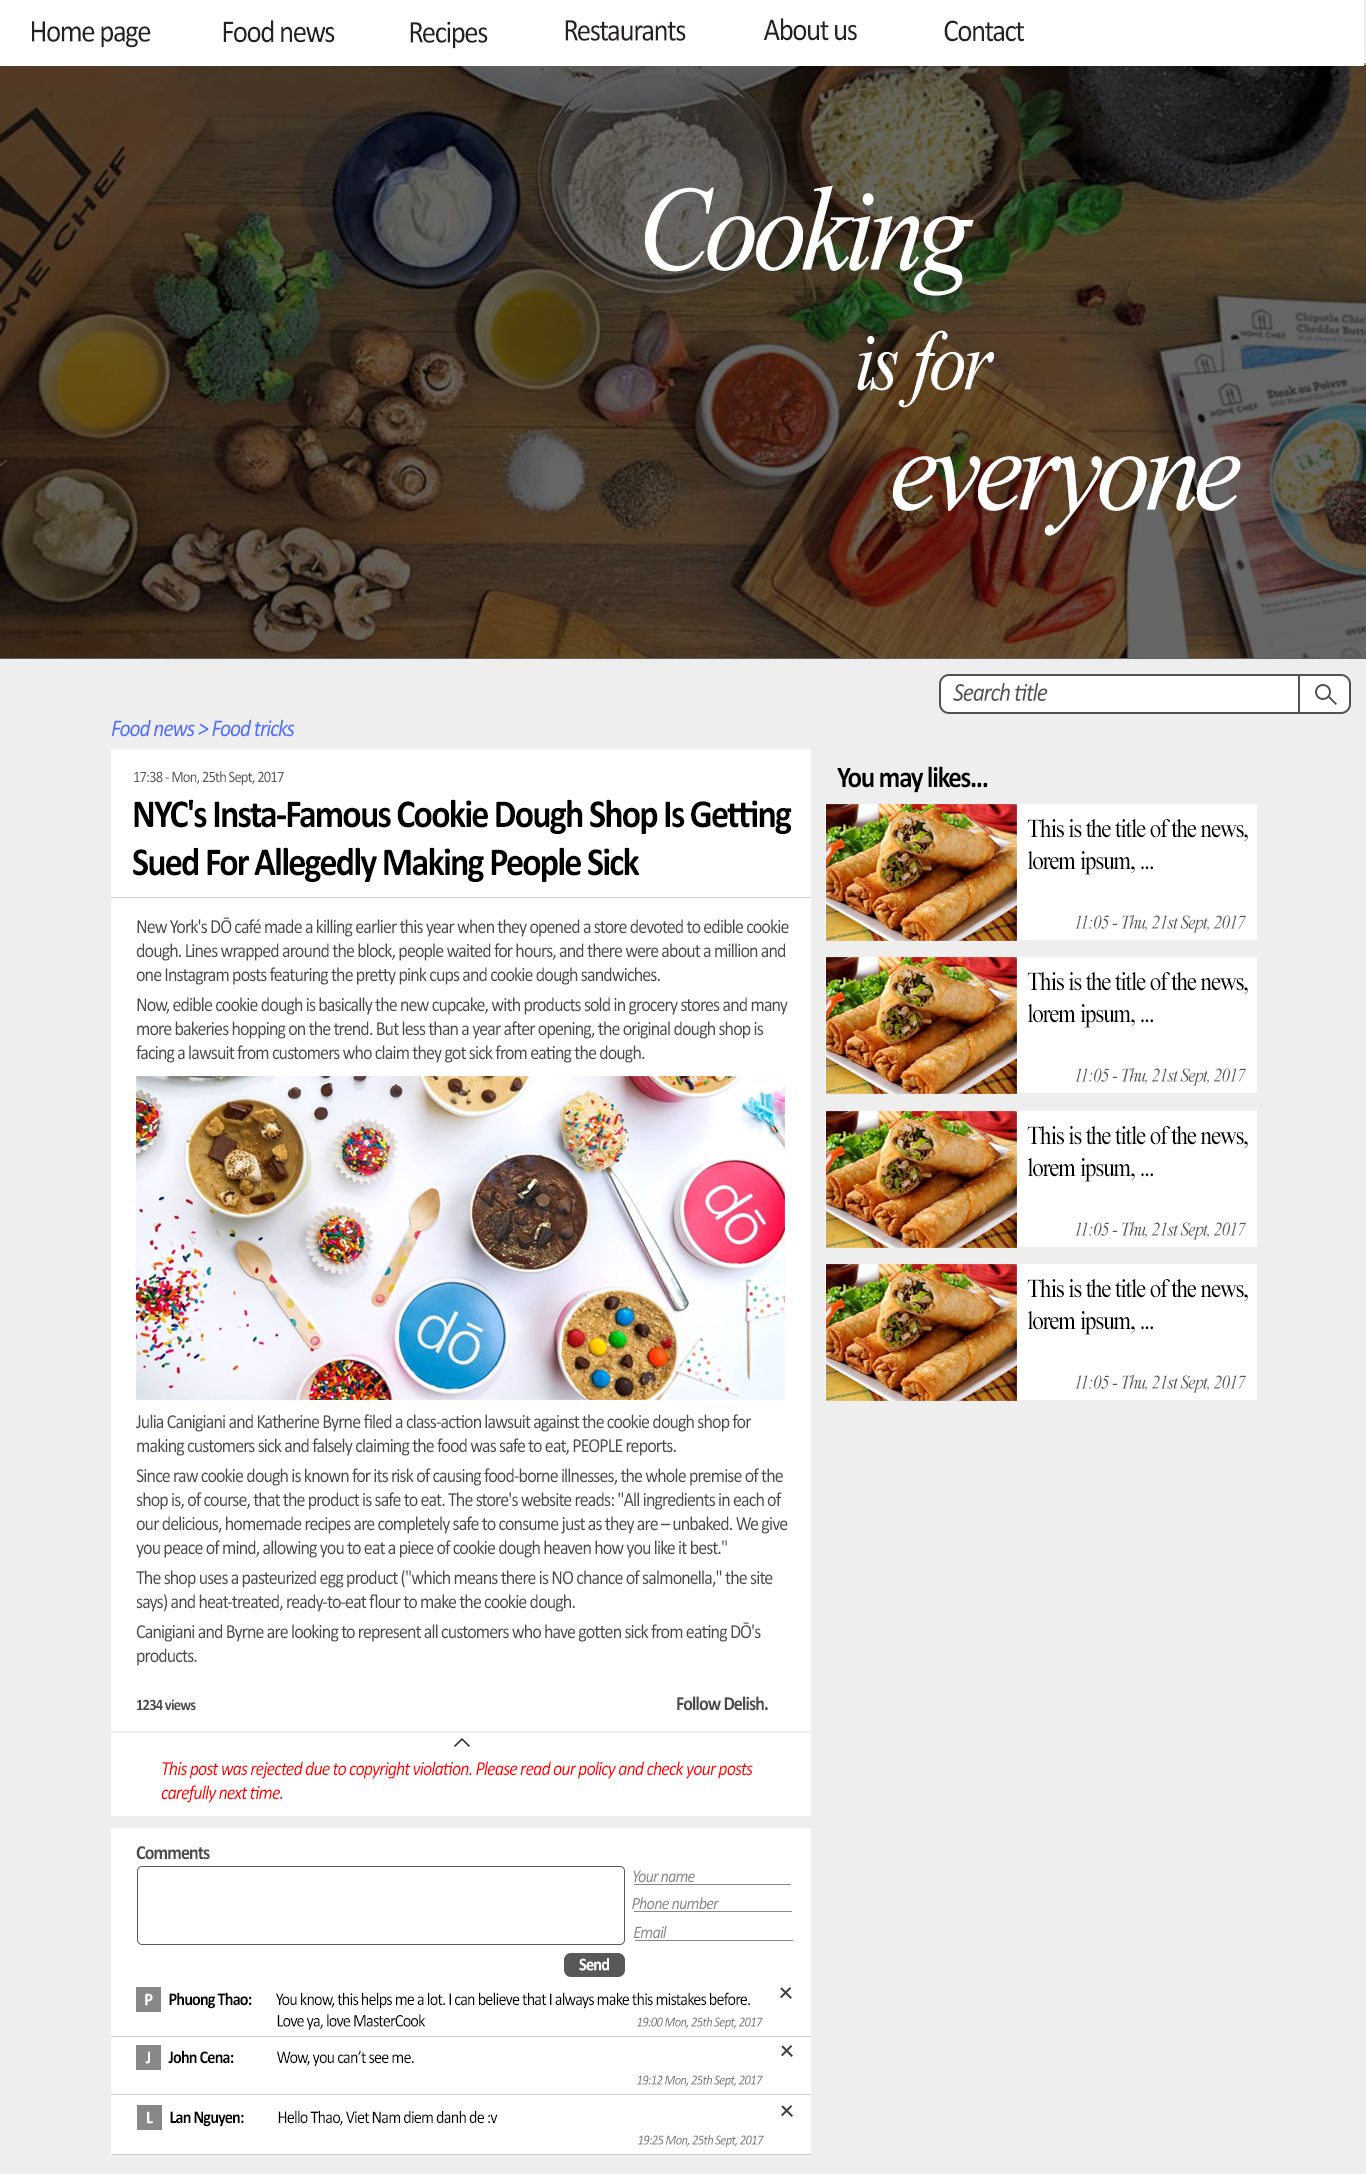 Home page Food news Recipes Restaurants About us Contact
HOME CHEF
Cooking
is for
everyone
HOME CHEF
Chipotle Chic
Cheddar Butt
HOME CHEF
Steak au Poivre
Search title
Food news > Food tricks
17:38 - Mon, 25th Sept, 2017
NYC's Insta-Famous Cookie Dough Shop Is Getting
Sued For Allegedly Making People Sick
New York's DŌ café made a killing earlier this year when they opened a store devoted to edible cookie
dough. Lines wrapped around the block, people waited for hours, and there were about a million and
one Instagram posts featuring the pretty pink cups and cookie dough sandwiches.
Now, edible cookie dough is basically the new cupcake, with products sold in grocery stores and many
more bakeries hopping on the trend. But less than a year after opening, the original dough shop is
facing a lawsuit from customers who claim they got sick from eating the dough.
dō
dō
Julia Canigiani and Katherine Byrne filed a class-action lawsuit against the cookie dough shop for
making customers sick and falsely claiming the food was safe to eat, PEOPLE reports.
Since raw cookie dough is known for its risk of causing food-borne illnesses, the whole premise of the
shop is, of course, that the product is safe to eat. The store's website reads: "All ingredients in each of
our delicious, homemade recipes are completely safe to consume just as they are – unbaked. We give
you peace of mind, allowing you to eat a piece of cookie dough heaven how you like it best."
The shop uses a pasteurized egg product ("which means there is NO chance of salmonella," the site
says) and heat-treated, ready-to-eat flour to make the cookie dough.
Canigiani and Byrne are looking to represent all customers who have gotten sick from eating DŌ's
products.
1234 views Follow Delish.
This post was rejected due to copyright violation. Please read our policy and check your posts
carefully next time.
You may likes...
This is the title of the news,
lorem ipsum, ...
11:05 - Thu, 21st Sept, 2017
This is the title of the news,
lorem ipsum, ...
11:05 - Thu, 21st Sept, 2017
This is the title of the news,
lorem ipsum, ...
11:05 - Thu, 21st Sept, 2017
This is the title of the news,
lorem ipsum, ...
11:05 - Thu, 21st Sept, 2017
Comments
Your name
Phone number
Email
Send
P Phuong Thao: You know, this helps me a lot. I can believe that I always make this mistakes before.
Love ya, love MasterCook 19:00 Mon, 25th Sept, 2017
J John Cena: Wow, you can't see me.
19:12 Mon, 25th Sept, 2017
L Lan Nguyen: Hello Thao, Viet Nam diem danh de :v
19:25 Mon, 25th Sept, 2017